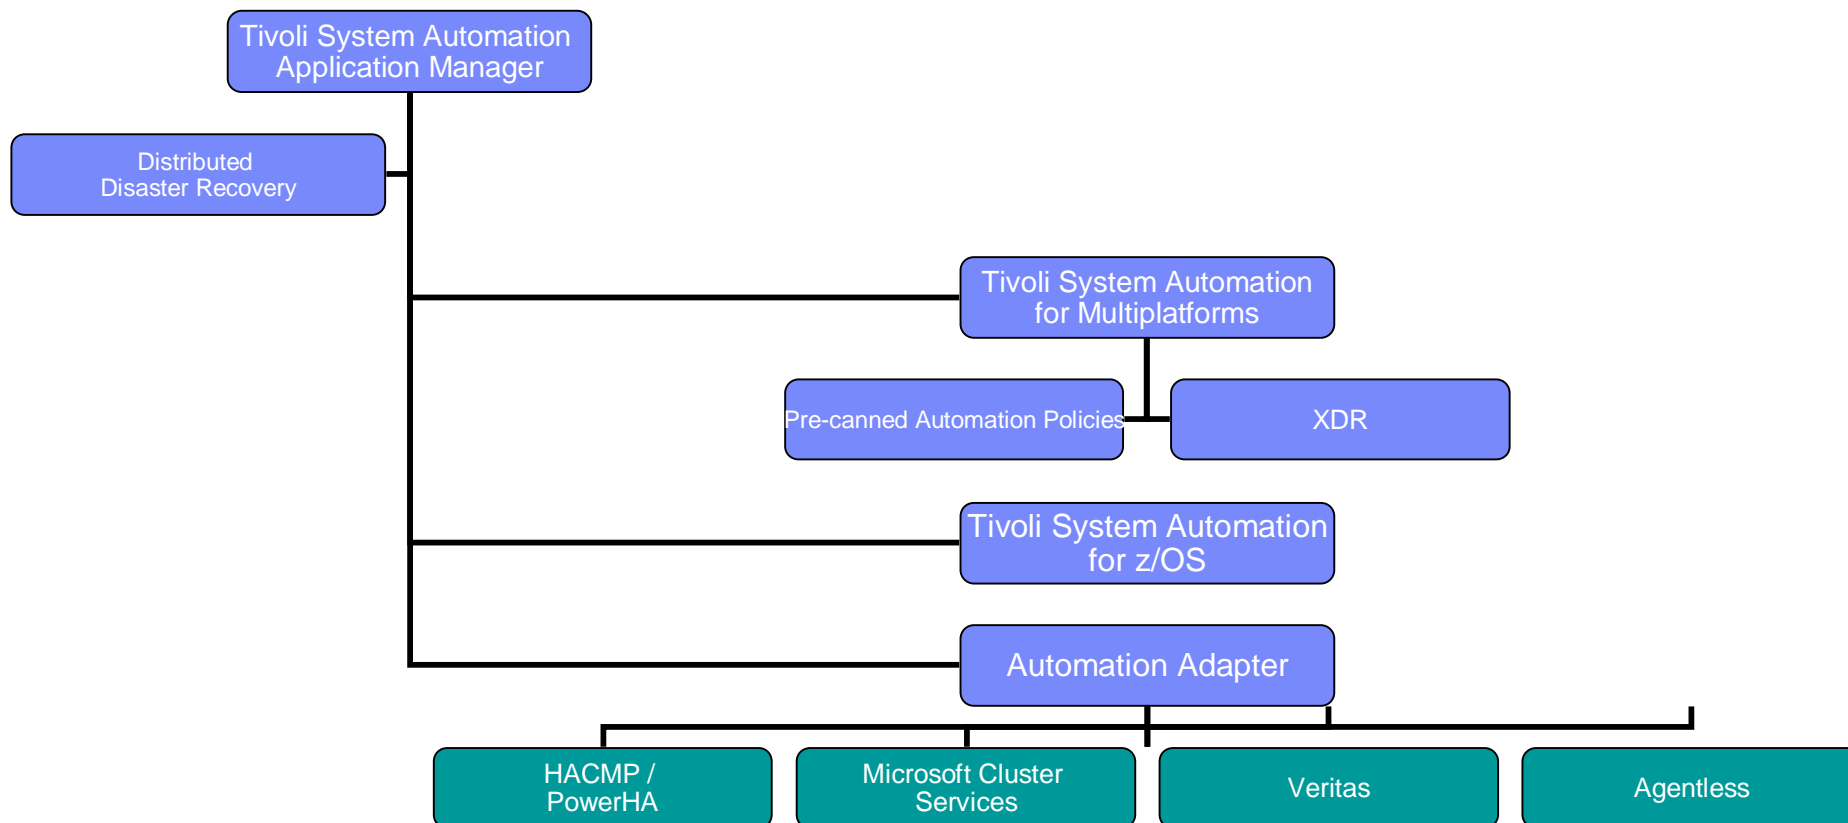 Tivoli System Automation
Application Manager
Distributed
Disaster Recovery
Tivoli System Automation
for Multiplatforms
Pre-canned Automation Policies
XDR
Tivoli System Automation
for z/OS
Automation Adapter
HACMP /
PowerHA
Microsoft Cluster
Services
Veritas
Agentless